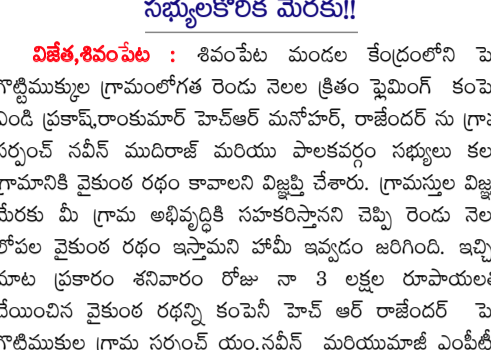 సభ్యులకోరిక మేరకు!!
విజేత,శివంపేట : శివంపేట మండల కేంద్రంలోని పె
గొట్టిముక్కుల గ్రామంలోగత రెండు నెలల క్రితం ఫ్లెమింగ్ కంపె
ప్రకాష్,రాంకుమార్ హెచ్ఆర్ మనోహర్, రాజేందర్ ను గ్రా
సర్పంచ్ నవీన్ ముదిరాజ్ మరియు పాలకవర్గం సభ్యులు కల
గ్రామానికి వైకుంఠ రథం కావాలని విజ్ఞప్తి చేశారు. గ్రామస్తుల విజ్ఞ
మేరకు మీ గ్రామ అభివృద్ధికి సహకరిస్తానని చెప్పి రెండు నెల
లోపల వైకుంఠ రథం ఇస్తామని హామీ ఇవ్వడం జరిగింది. ఇచ్చి
మాట ప్రకారం శనివారం రోజు నా 3 లక్షల రూపాయల
చేయించిన వైకుంఠ రథన్ని కంపెనీ హెచ్ ఆర్ రాజేందర్ పె
గొట్టిముకుల గ్రామ సర్పంచ్ యం.నవీన్ మరియుమాజీ ఎంపీటీ